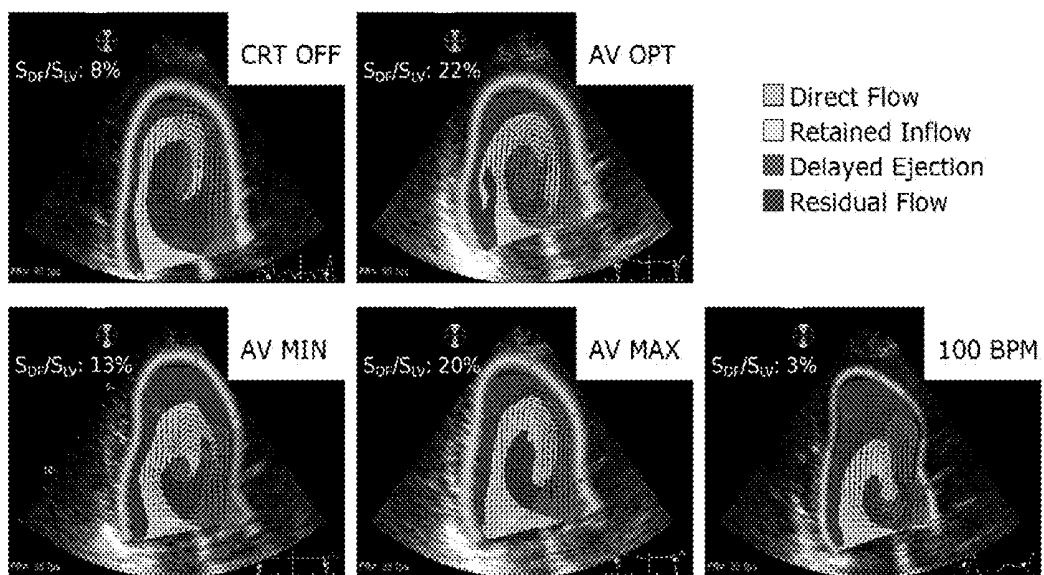 S_DF/S_LV: 8%
CRT OFF
S_DF/S_LV: 22%
AV OPT
Direct Flow
Retained Inflow
Delayed Ejection
Residual Flow
S_DF/S_LV: 13%
AV MIN
S_DF/S_LV: 20%
AV MAX
S_DF/S_LV: 3%
100 BPM